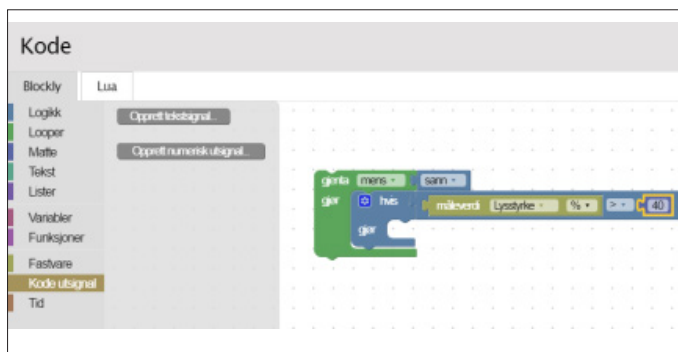 Kode
Blockly Lua
Logikk
Looper
Matte
Tekst
Lister
Variabler
Funksjoner
Fastvare
Kode utsignal
Tid
Opprett tekstsignal...
Opprett numerisk utsignal...
gjenta mens sann
gjør hvis måleverdi Lysstyrke % > 40
gjør